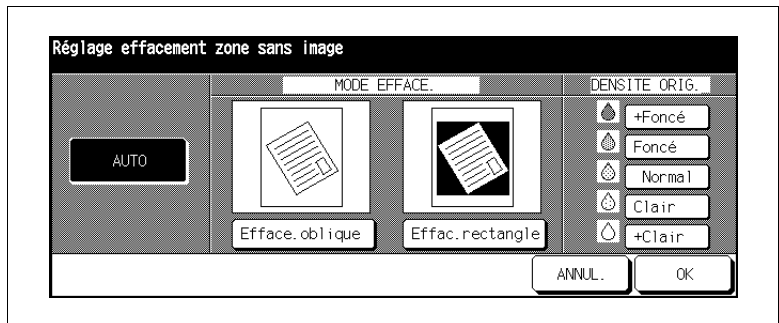 Réglage effacement zone sans image
MODE EFFACE.
DENSITE ORIG.
AUTO
+Foncé
Foncé
Normal
Clair
+Clair
Efface.oblique
Effac.rectangle
ANNUL.
OK